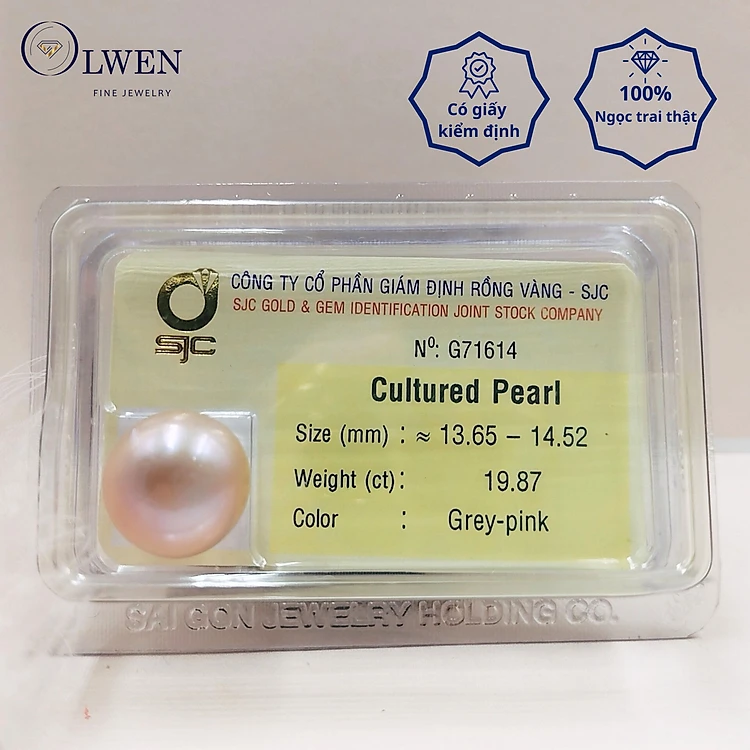 OLWEN
FINE JEWELRY
Có giấy
kiểm định
100%
Ngọc trai thật
CÔNG TY CỔ PHẦN GIÁM ĐỊNH RỒNG VÀNG - SJC
SJC GOLD & GEM IDENTIFICATION JOINT STOCK COMPANY
SJC
Nº: G71614
Cultured Pearl
Size (mm) : ≈ 13.65 – 14.52
Weight (ct) : 19.87
Color : Grey-pink
SAI GON JEWELRY HOLDING CO.